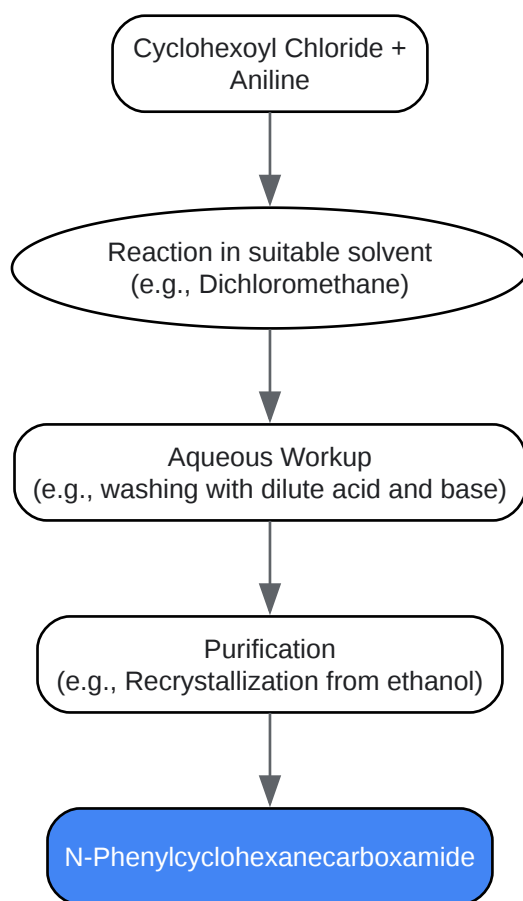 Cyclohexoyl Chloride +
Aniline
Reaction in suitable solvent
(e.g., Dichloromethane)
Aqueous Workup
(e.g., washing with dilute acid and base)
Purification
(e.g., Recrystallization from ethanol)
N-Phenylcyclohexanecarboxamide